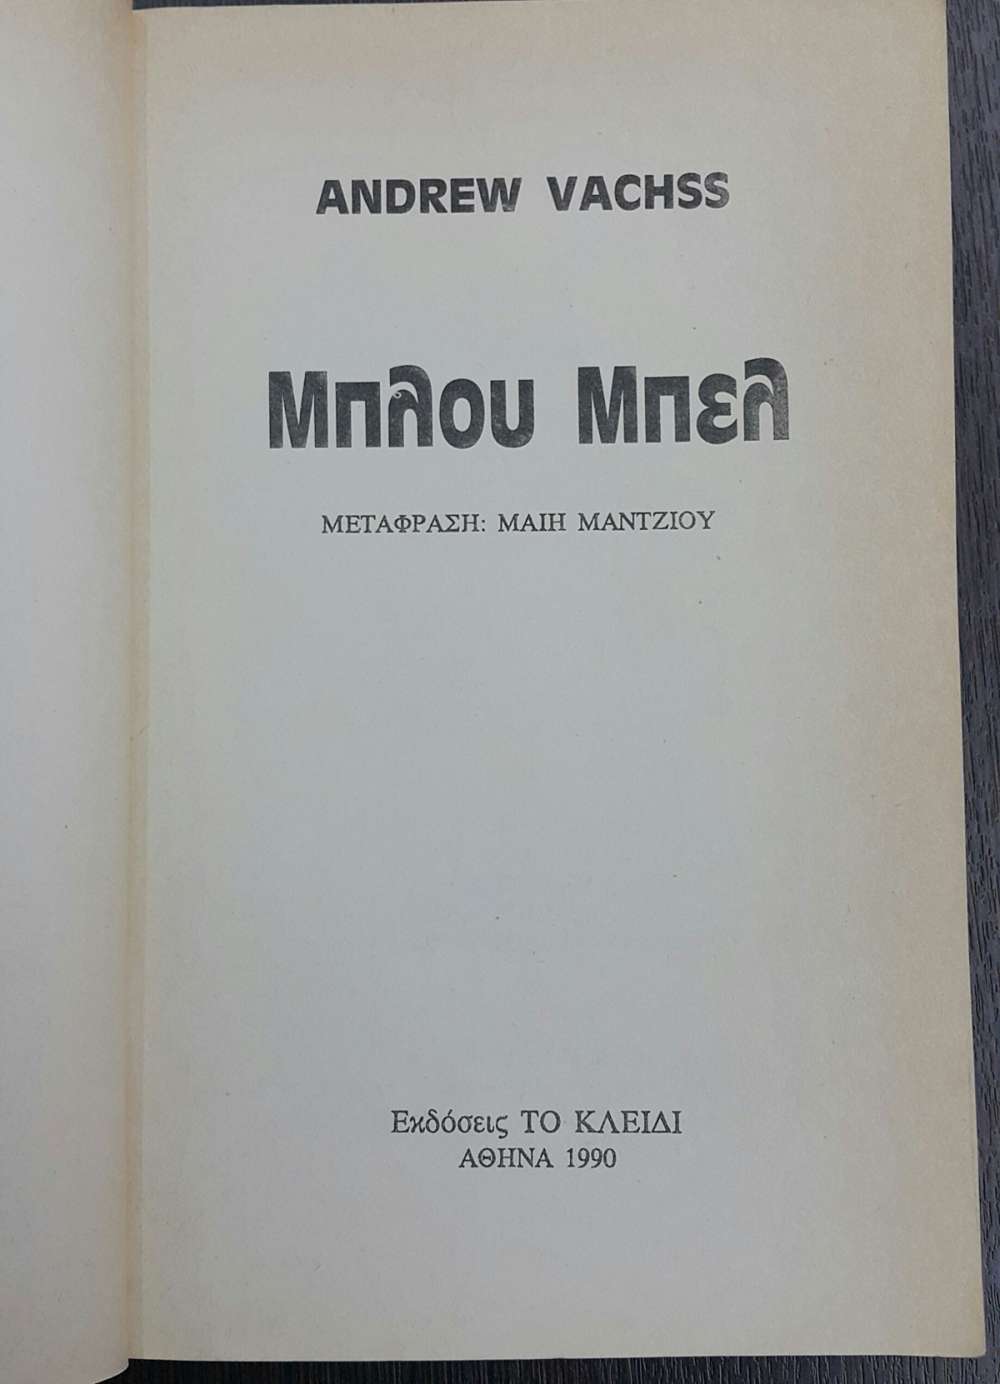 ANDREW VACHSS
Μπλου Μπελ
ΜΕΤΑΦΡΑΣΗ: ΜΑΙΗ ΜΑΝΤΖΙΟΥ
Εκδόσεις ΤΟ ΚΛΕΙΔΙ
ΑΘΗΝΑ 1990